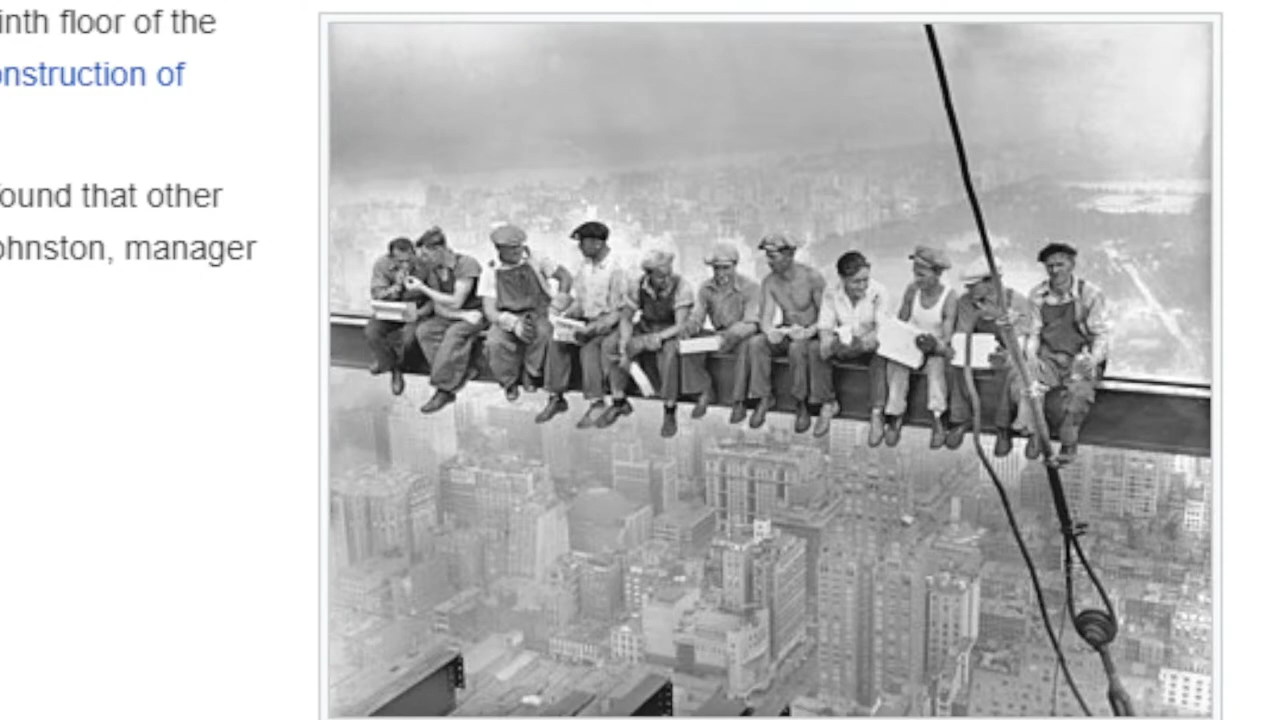 inth floor of the
onstruction of
ound that other
ohnston, manager